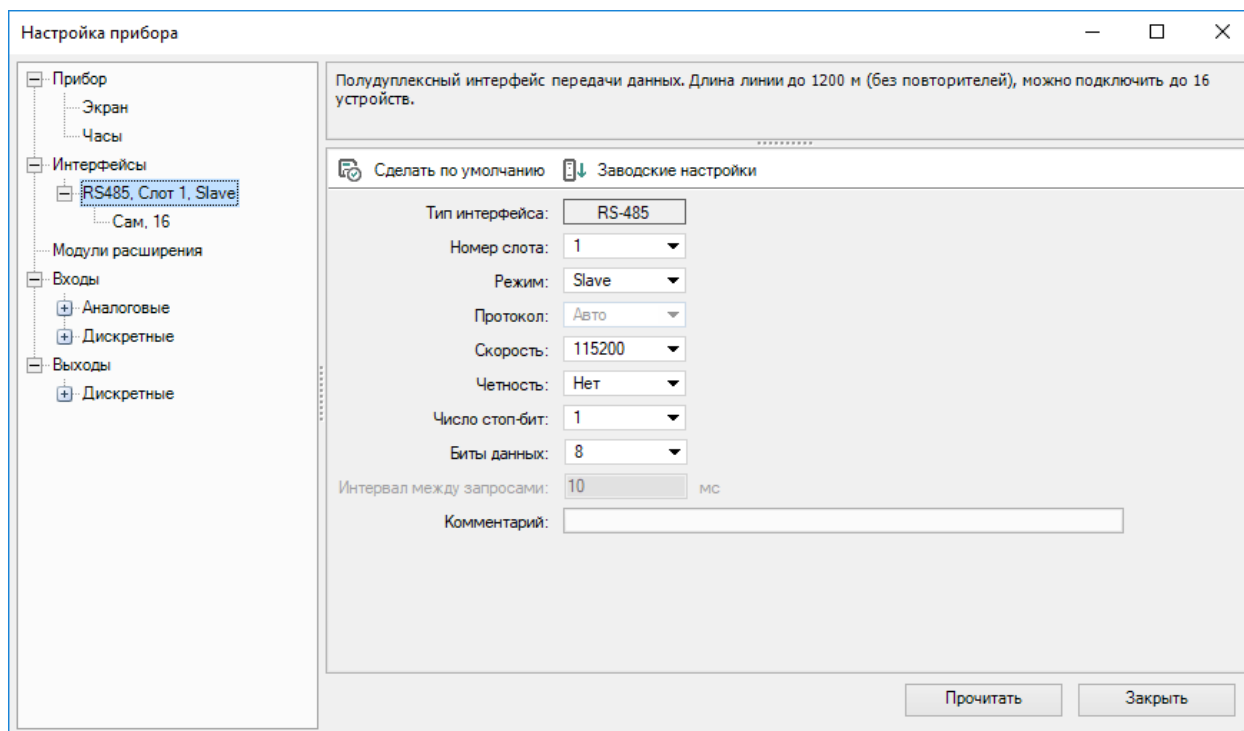 Настройка прибора
Прибор
Экран
Часы
Интерфейсы
RS485, Слот 1, Slave
Сам, 16
Модули расширения
Входы
Аналоговые
Дискретные
Выходы
Дискретные
Полудуплексный интерфейс передачи данных. Длина линии до 1200 м (без повторителей), можно подключить до 16
устройств.
Сделать по умолчанию Заводские настройки
Тип интерфейса: RS-485
Номер слота: 1
Режим: Slave
Протокол: Авто
Скорость: 115200
Четность: Нет
Число стоп-бит: 1
Биты данных: 8
Интервал между запросами: 10 мс
Комментарий:
Прочитать Закрыть